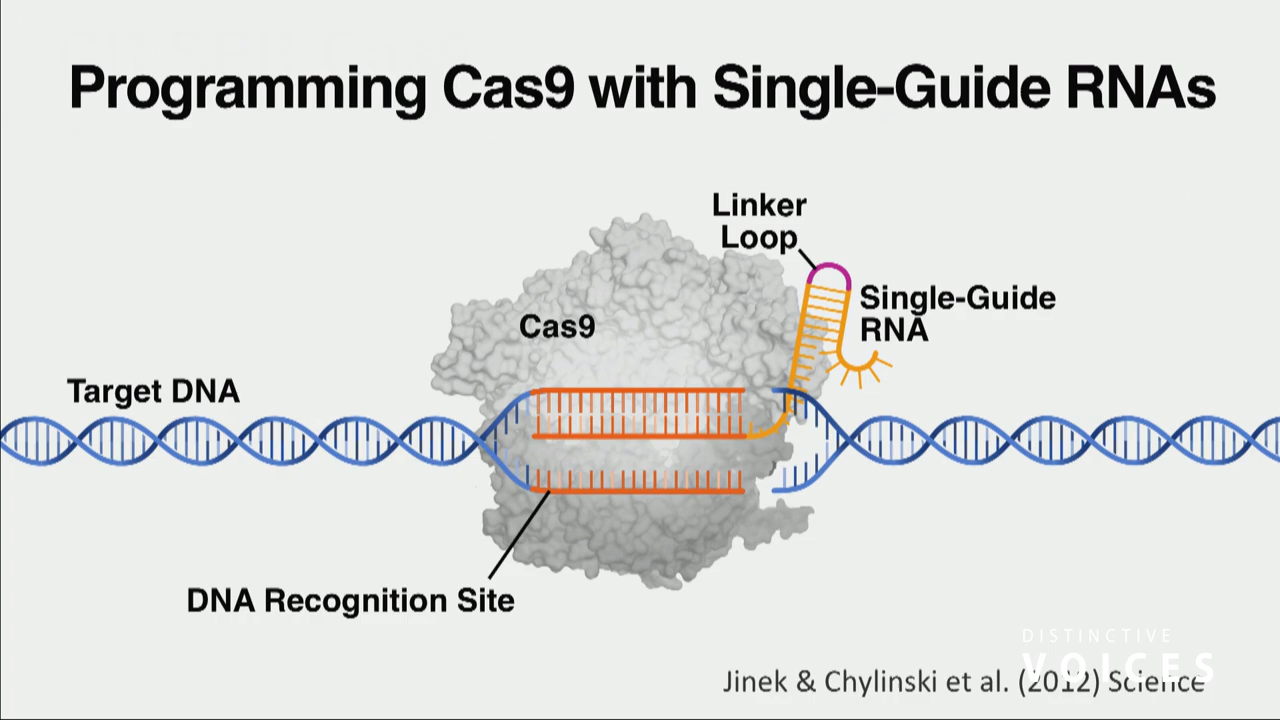 Programming Cas9 with Single-Guide RNAs
Linker
Loop
Single-Guide
RNA
Cas9
Target DNA
DNA Recognition Site
DISTINCTIVE
VOICES
Jinek & Chylinski et al. (2012) Science